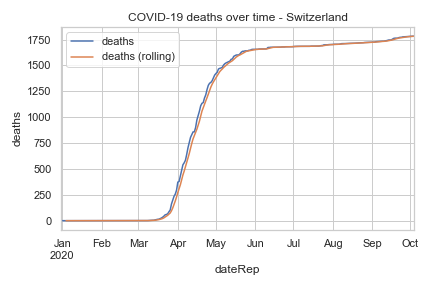 COVID-19 deaths over time - Switzerland
deaths
deaths (rolling)
deaths
1750
1500
1250
1000
750
500
250
0
Jan Feb Mar Apr May Jun Jul Aug Sep Oct
2020
dateRep